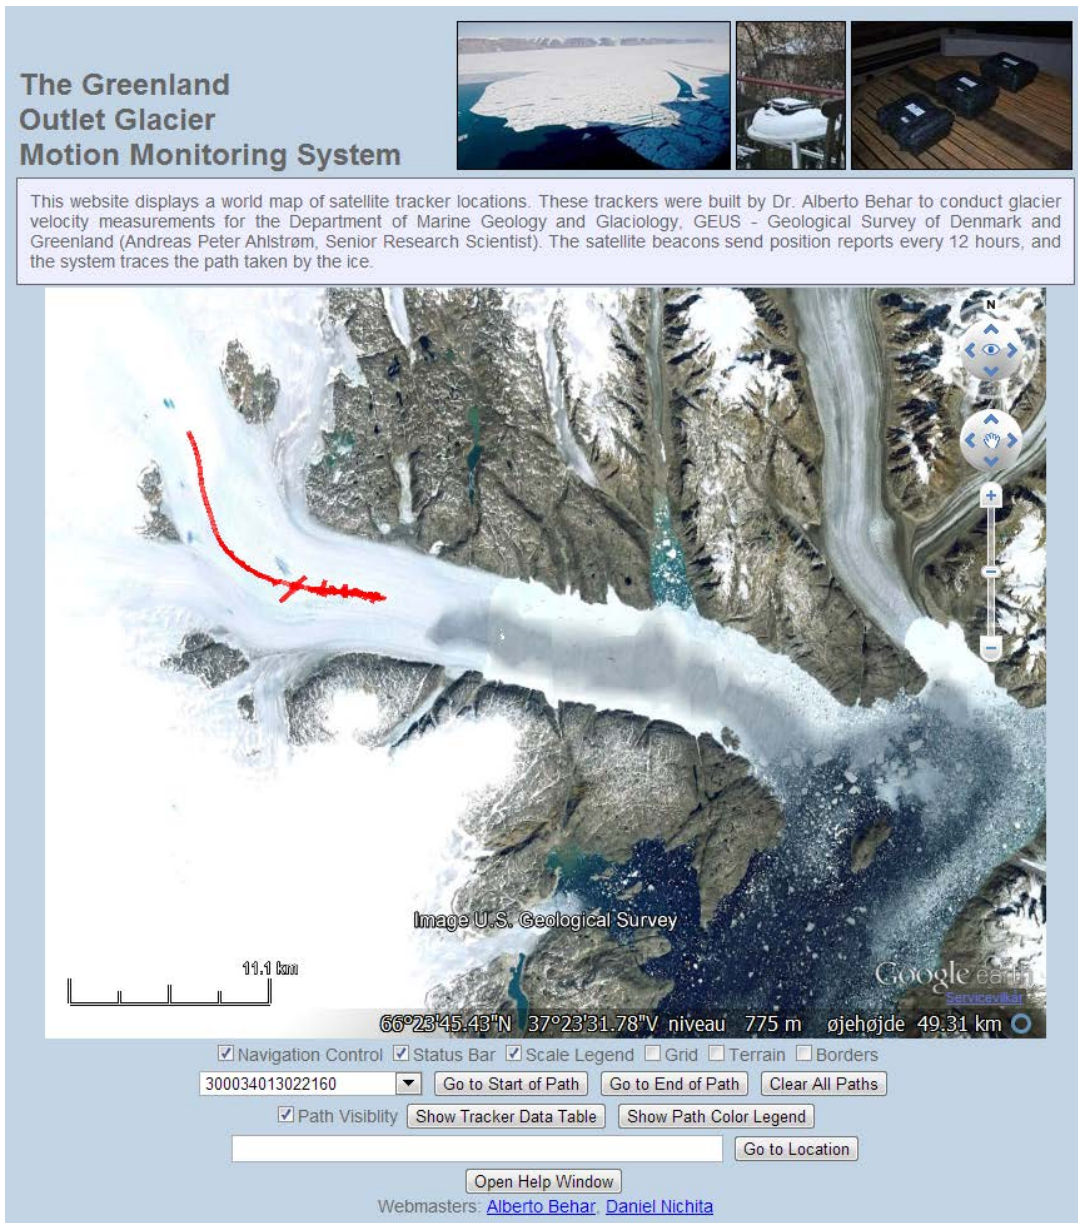 The Greenland
Outlet Glacier
Motion Monitoring System
This website displays a world map of satellite tracker locations. These trackers were built by Dr. Alberto Behar to conduct glacier
velocity measurements for the Department of Marine Geology and Glaciology, GEUS - Geological Survey of Denmark and
Greenland (Andreas Peter Ahlstrøm, Senior Research Scientist). The satellite beacons send position reports every 12 hours, and
the system traces the path taken by the ice.
N
Image U.S. Geological Survey
11.1 km
Google earth
Servicevilkår
66°23'45.43"N 37°23'31.78"V niveau 775 m øjehøjde 49.31 km
Navigation Control Status Bar Scale Legend Grid Terrain Borders
300034013022160 Go to Start of Path Go to End of Path Clear All Paths
Path Visiblity Show Tracker Data Table Show Path Color Legend
Go to Location
Open Help Window
Webmasters: Alberto Behar, Daniel Nichita